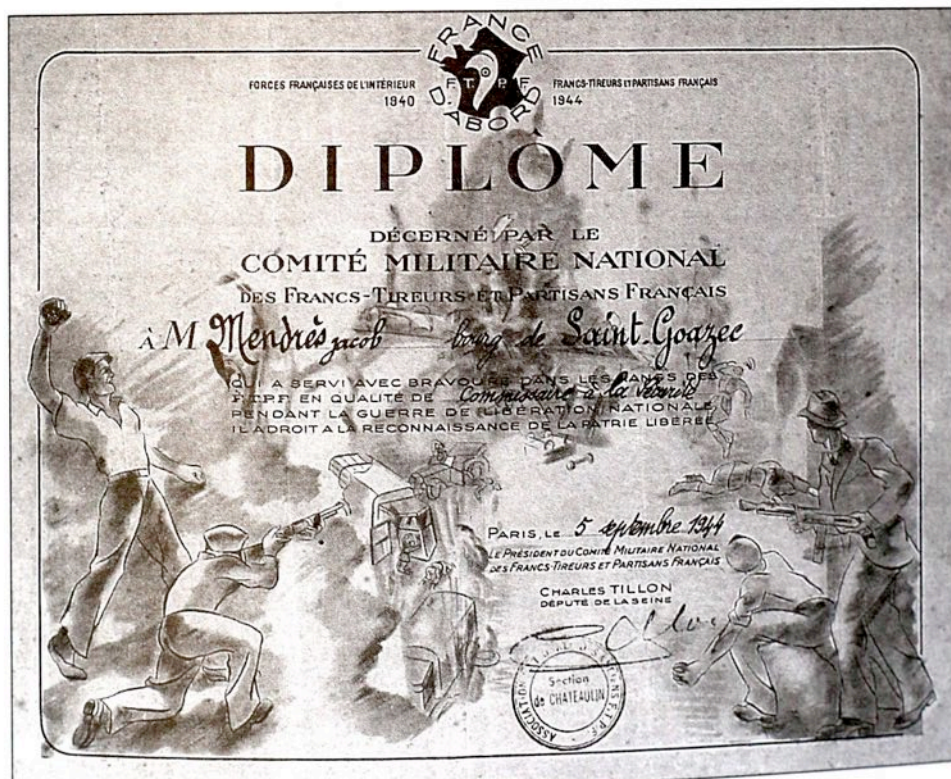 FRANCE
F. T. P. F.
D'ABORD
FORCES FRANÇAISES DE L'INTÉRIEUR
1940
FRANCS-TIREURS ET PARTISANS FRANÇAIS
1944
DIPLOME
DÉCERNÉ PAR LE
COMITÉ MILITAIRE NATIONAL
DES FRANCS-TIREURS ET PARTISANS FRANÇAIS
À M Mendrès jacob bourg de Saint.Goazec
QUI A SERVI AVEC BRAVOURE DANS LES RANGS DES
F.T.P.F. EN QUALITÉ DE Commissaire à la sécurité
PENDANT LA GUERRE DE LIBÉRATION NATIONALE
IL A DROIT A LA RECONNAISSANCE DE LA PATRIE LIBÉRÉE
PARIS, LE 5 septembre 1944
LE PRÉSIDENT DU COMITÉ MILITAIRE NATIONAL
DES FRANCS-TIREURS ET PARTISANS FRANÇAIS
CHARLES TILLON
DÉPUTÉ DE LA SEINE
Section
de CHATEAULIN